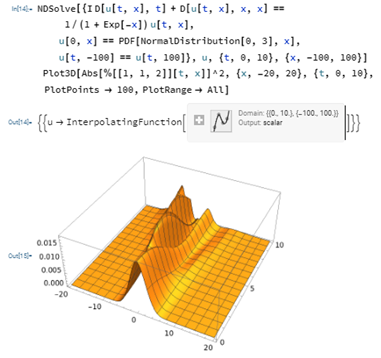 In[14]:= NDSolve[{I D[u[t, x], t] + D[u[t, x], x, x] ==
1/(1 + Exp[-x]) u[t, x],
u[0, x] == PDF[NormalDistribution[0, 3], x],
u[t, -100] == u[t, 100]}, u, {t, 0, 10}, {x, -100, 100}]
Plot3D[Abs[%[[1, 1, 2]][t, x]]^2, {x, -20, 20}, {t, 0, 10},
PlotPoints → 100, PlotRange → All]
Out[14]= {{u → InterpolatingFunction[
Domain: {{0., 10.}, {-100., 100.}}
Output: scalar
]}}
Out[15]=
0.015
0.010
0.005
0.000
-20
-10
0
10
20
0
5
10